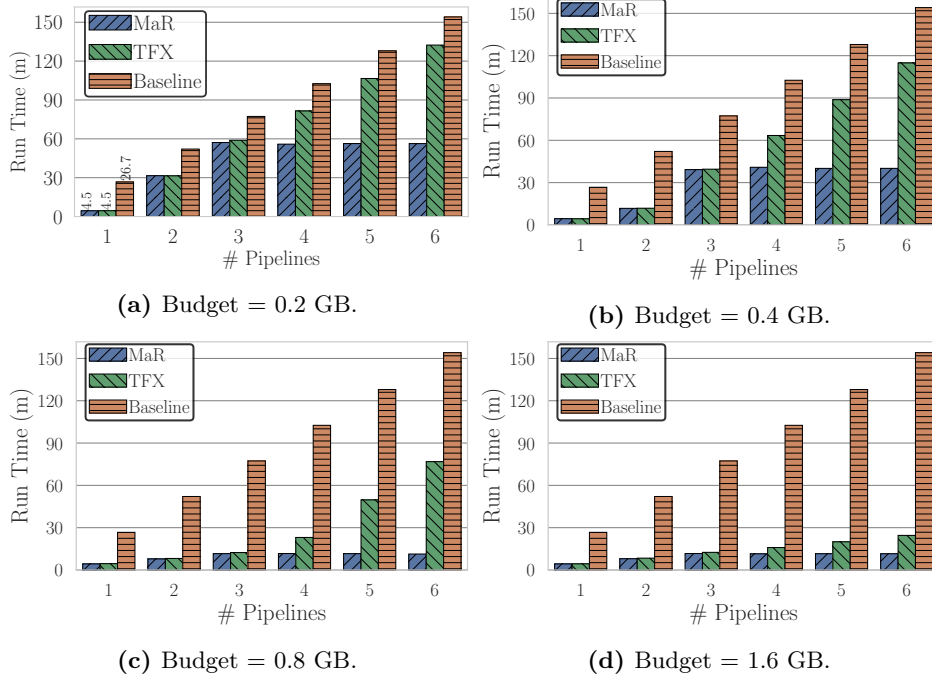 150
120
90
60
30
0
Run Time (m)
MaR
TFX
Baseline
4.5
4.5
26.7
1 2 3 4 5 6
# Pipelines
(a) Budget = 0.2 GB.
150
120
90
60
30
0
Run Time (m)
MaR
TFX
Baseline
1 2 3 4 5 6
# Pipelines
(b) Budget = 0.4 GB.
150
120
90
60
30
0
Run Time (m)
MaR
TFX
Baseline
1 2 3 4 5 6
# Pipelines
(c) Budget = 0.8 GB.
150
120
90
60
30
0
Run Time (m)
MaR
TFX
Baseline
1 2 3 4 5 6
# Pipelines
(d) Budget = 1.6 GB.